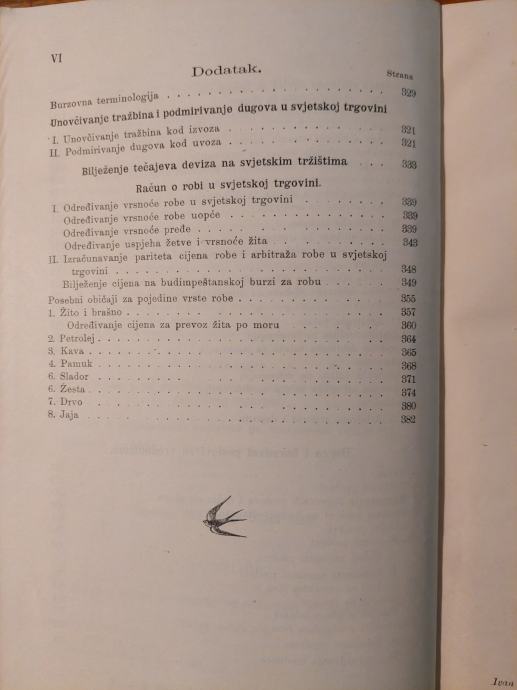 VI
Dodatak.
Strana
Burzovna terminologija . . . . . . . . . . . . . . . . . 329
Unovčivanje tražbina i podmirivanje dugova u svjetskoj trgovini
I. Unovčivanje tražbina kod izvoza . . . . . . . . . . . . 321
II. Podmirivanje dugova kod uvoza . . . . . . . . . . . . 321
Bilježenje tečajeva deviza na svjetskim tržištima . . . 333
Račun o robi u svjetskoj trgovini.
I. Određivanje vrsnoće robe u svjetskoj trgovini . . . . . . . 339
Određivanje vrsnoće robe uopće . . . . . . . . . . . . 339
Određivanje vrsnoće pređe . . . . . . . . . . . . . . 339
Određivanje uspjeha žetve i vrsnoće žita . . . . . . . . . 343
II. Izračunavanje pariteta cijena robe i arbitraža robe u svjetskoj
trgovini . . . . . . . . . . . . . . . . . . . . . 348
Bilježenje cijena na budimpeštanskoj burzi za robu . . . . . 349
Posebni običaji za pojedine vrste robe . . . . . . . . . . . 355
1. Žito i brašno . . . . . . . . . . . . . . . . . . . . 357
Određivanje cijena za prevoz žita po moru . . . . . . . . 360
2. Petrolej . . . . . . . . . . . . . . . . . . . . . . 364
3. Kava . . . . . . . . . . . . . . . . . . . . . . . 365
4. Pamuk . . . . . . . . . . . . . . . . . . . . . . 368
6. Slador . . . . . . . . . . . . . . . . . . . . . . 371
6. Žesta . . . . . . . . . . . . . . . . . . . . . . . 374
7. Drvo . . . . . . . . . . . . . . . . . . . . . . . 380
8. Jaja . . . . . . . . . . . . . . . . . . . . . . . 382
Ivan